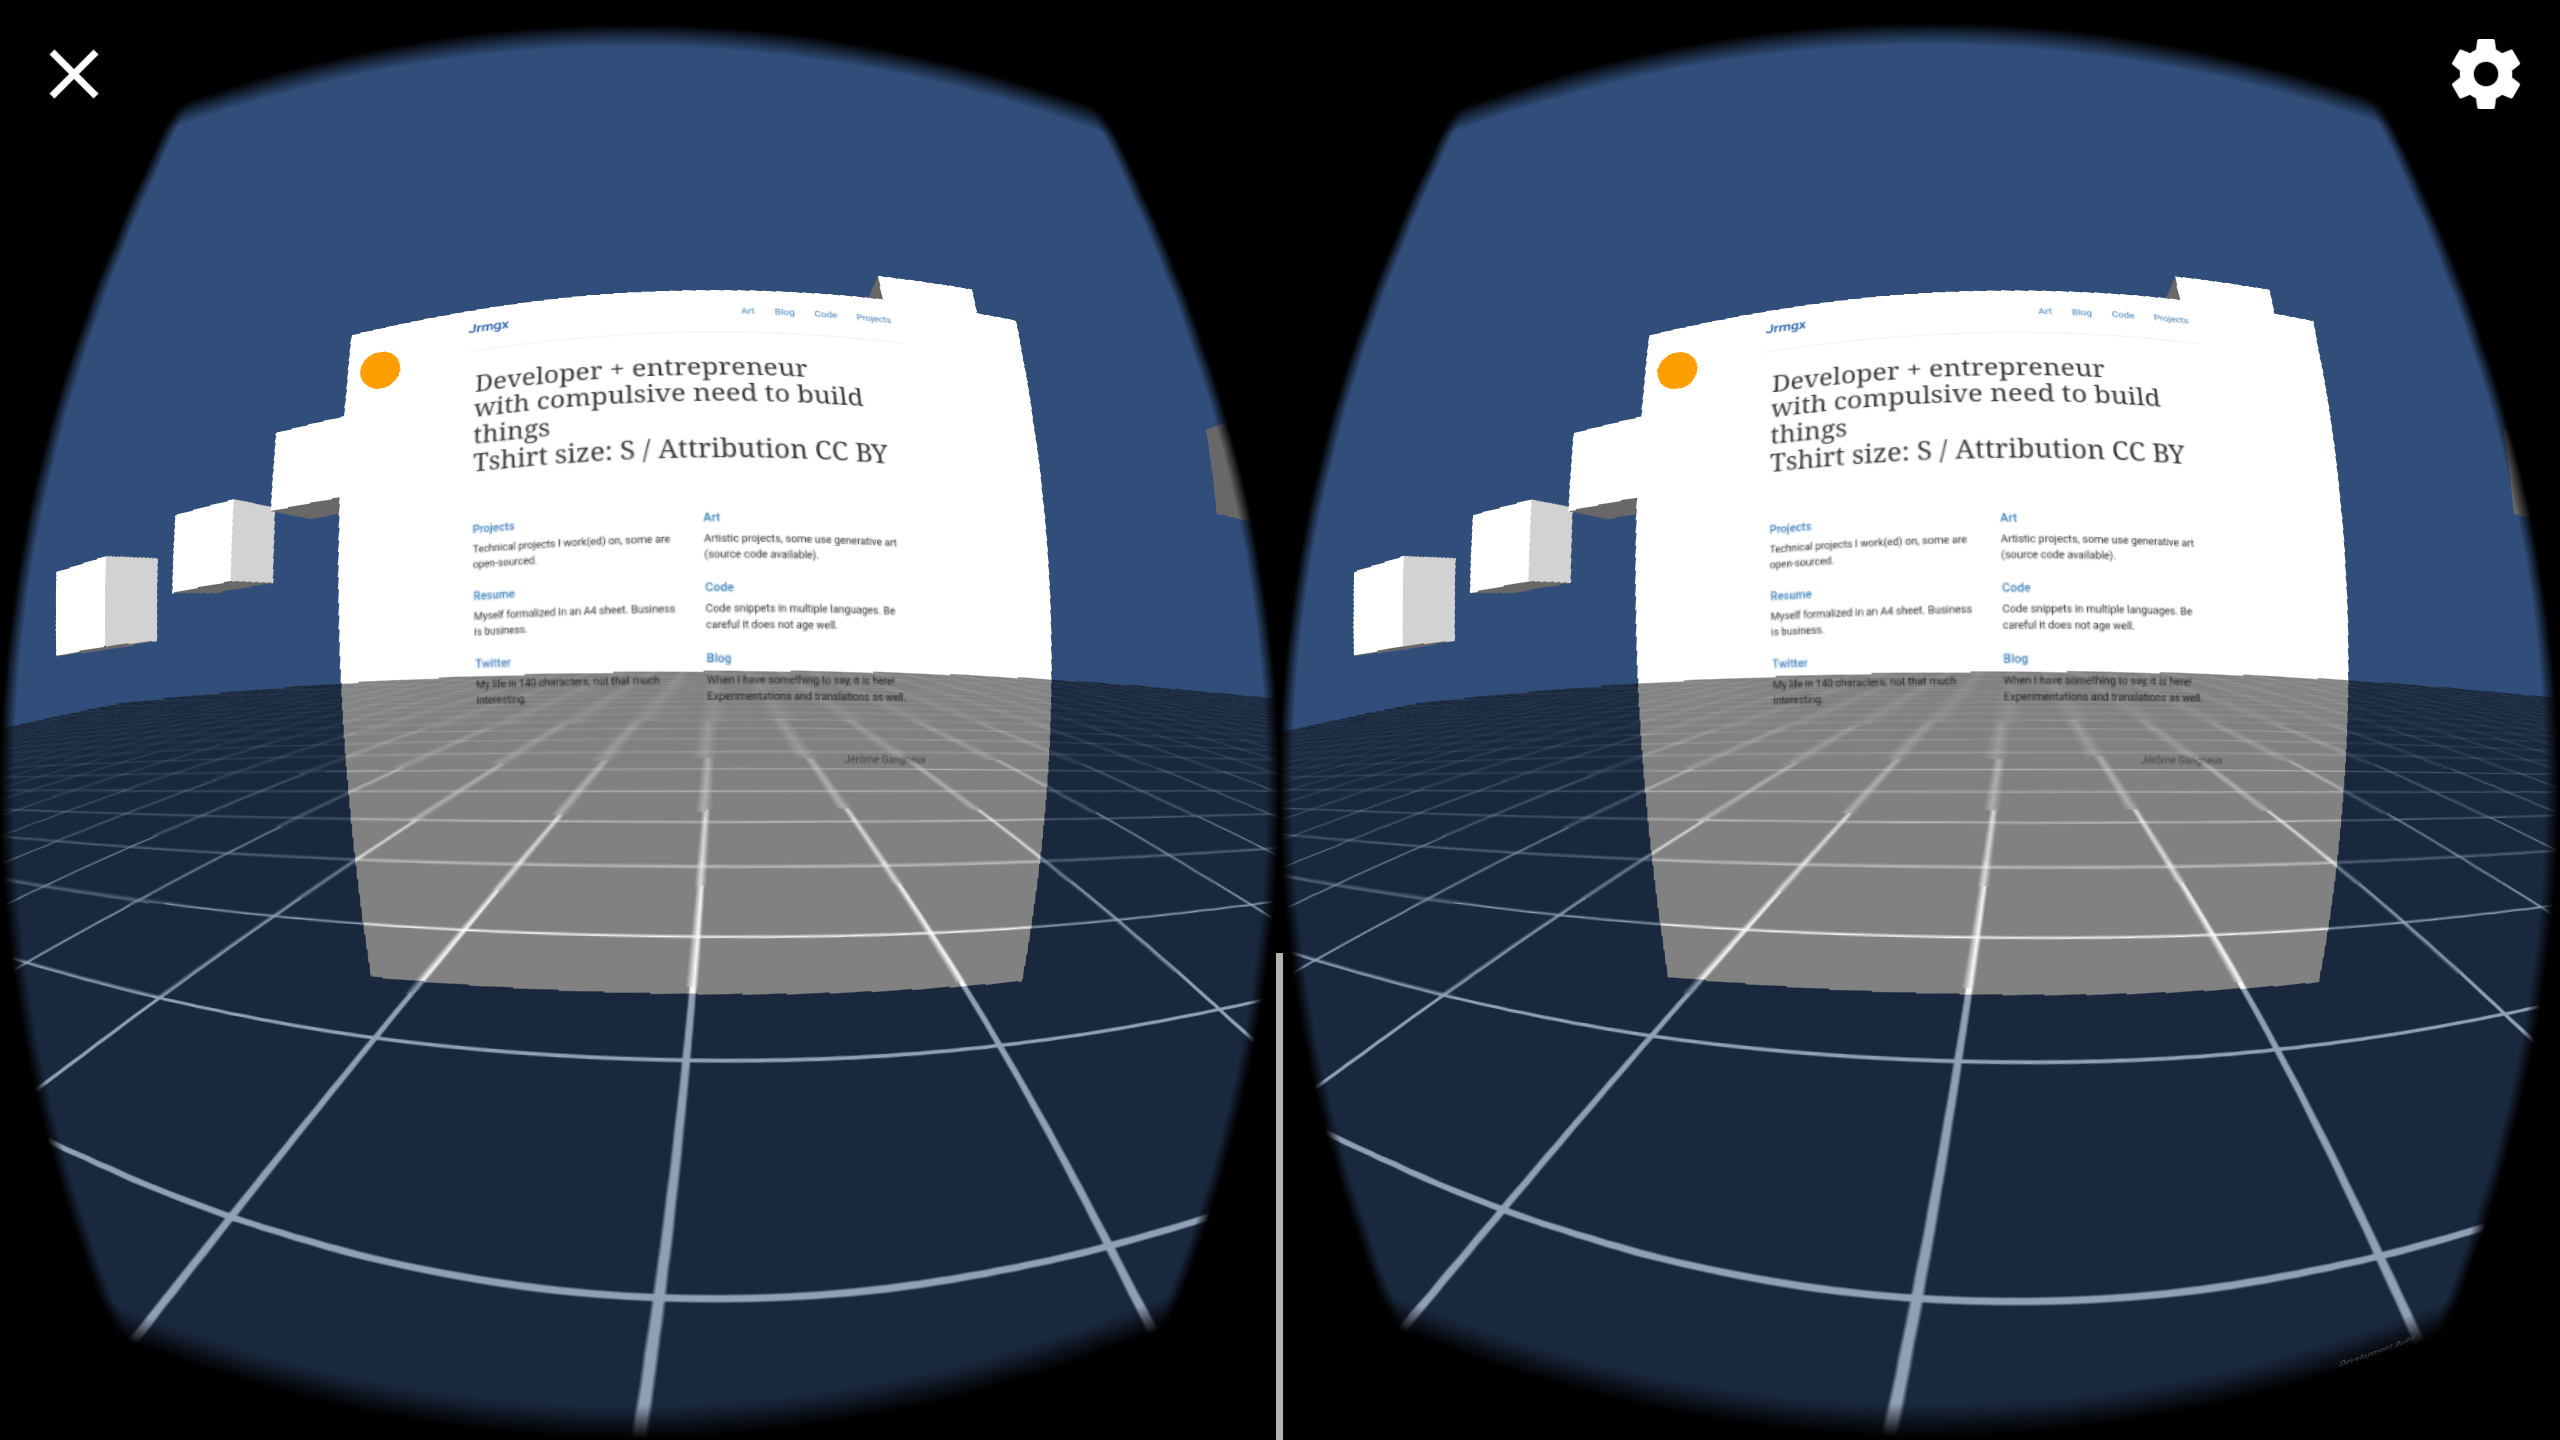 Jrmgx
Art Blog Code Projects
Developer + entrepreneur
with compulsive need to build
things
Tshirt size: S / Attribution CC BY
Projects
Technical projects I work(ed) on, some are
open-sourced.
Art
Artistic projects, some use generative art
(source code available).
Resume
Myself formalized in an A4 sheet. Business
is business.
Code
Code snippets in multiple languages. Be
careful it does not age well.
Twitter
My life in 140 characters, not that much
interesting.
Blog
When I have something to say, it is here!
Experimentations and translations as well.
Jérôme Gangneux
Jrmgx
Art Blog Code Projects
Developer + entrepreneur
with compulsive need to build
things
Tshirt size: S / Attribution CC BY
Projects
Technical projects I work(ed) on, some are
open-sourced.
Art
Artistic projects, some use generative art
(source code available).
Resume
Myself formalized in an A4 sheet. Business
is business.
Code
Code snippets in multiple languages. Be
careful it does not age well.
Twitter
My life in 140 characters, not that much
interesting.
Blog
When I have something to say, it is here!
Experimentations and translations as well.
Jérôme Gangneux
Development Build